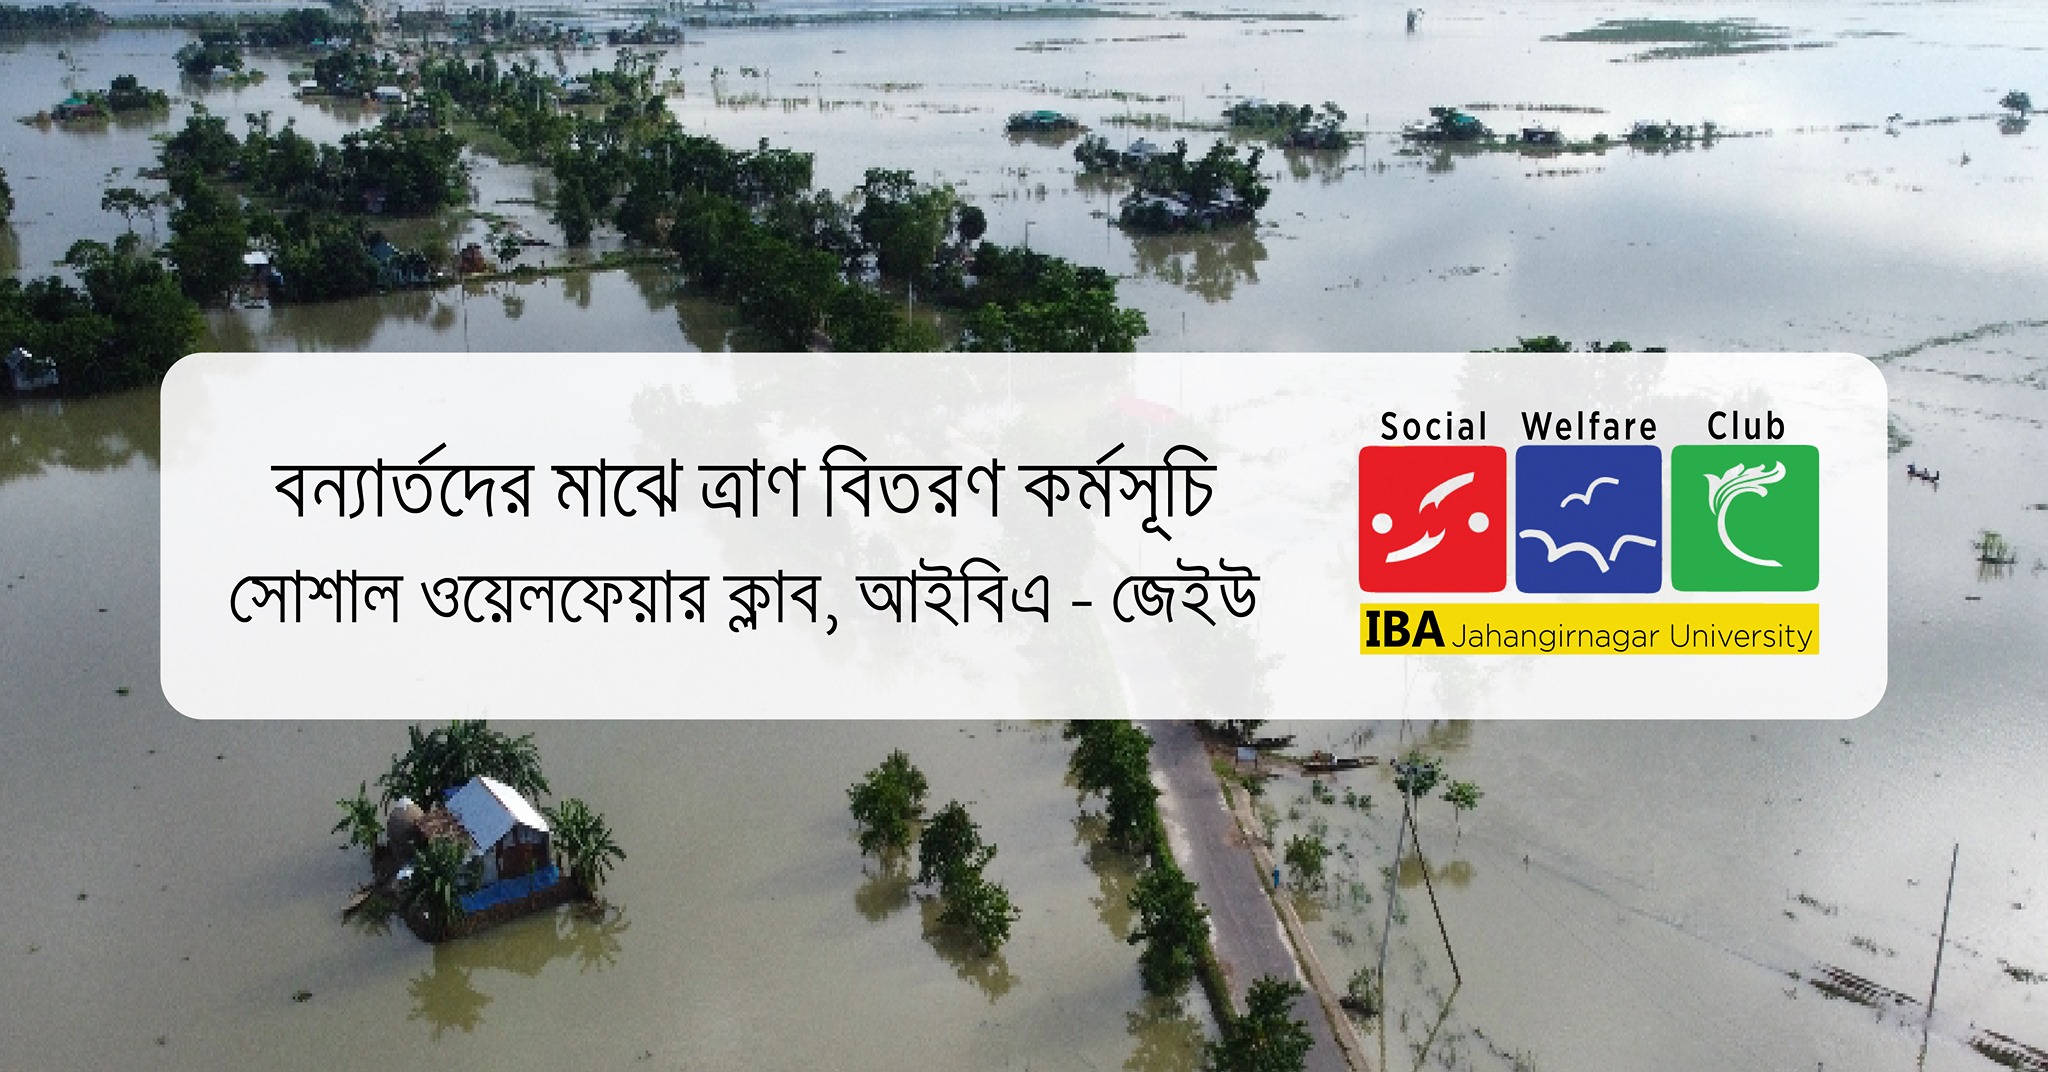 বন্যার্তদের মাঝে ত্রাণ বিতরণ কর্মসূচি
সোশাল ওয়েলফেয়ার ক্লাব, আইবিএ - জেইউ
Social Welfare Club
IBA Jahangirnagar University